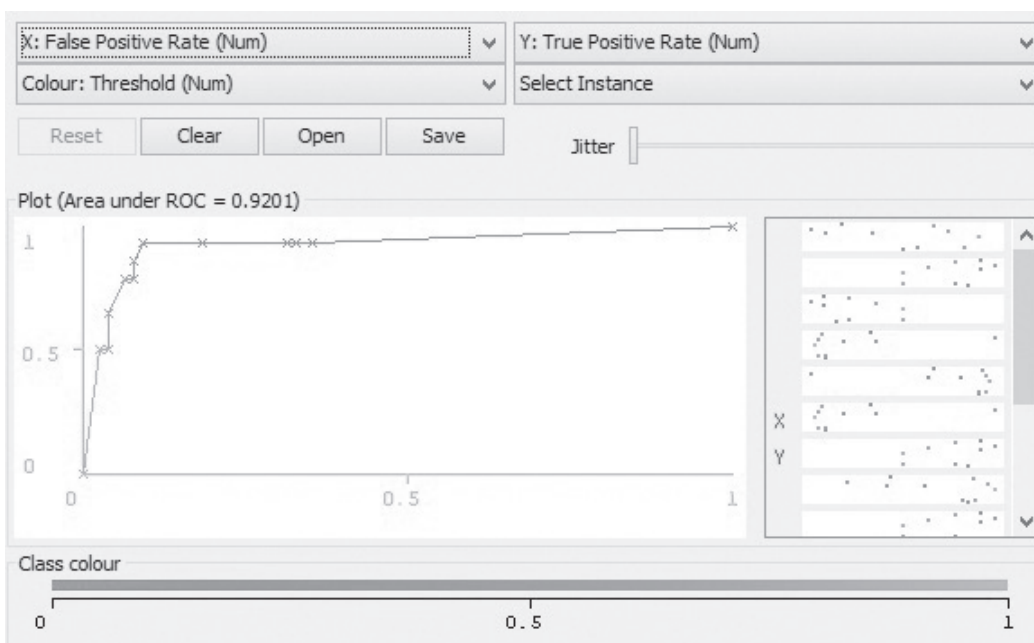 X: False Positive Rate (Num)
Y: True Positive Rate (Num)
Colour: Threshold (Num)
Select Instance
Reset
Clear
Open
Save
Jitter
Plot (Area under ROC = 0.9201)
1
0.5
0
0
0.5
1
X
Y
Class colour
0
0.5
1